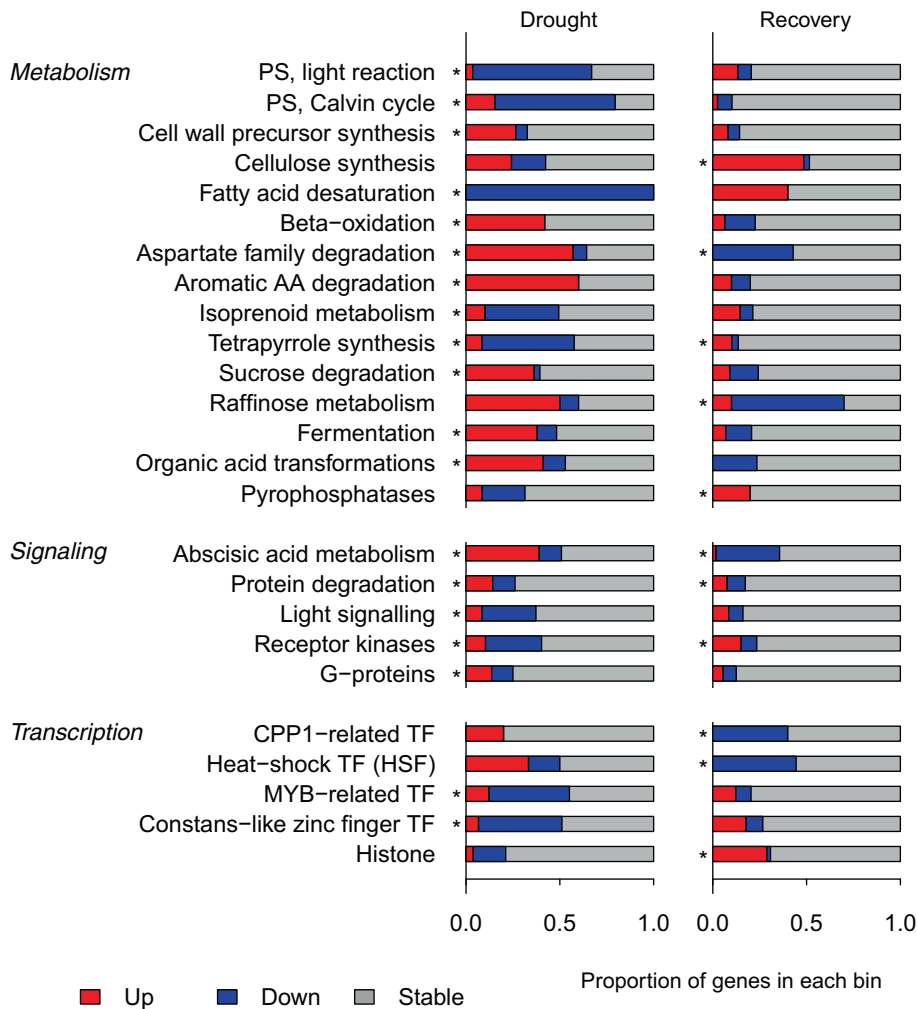 Drought Recovery
Metabolism PS, light reaction * 
PS, Calvin cycle *
Cell wall precursor synthesis *
Cellulose synthesis *
Fatty acid desaturation *
Beta−oxidation *
Aspartate family degradation * *
Aromatic AA degradation *
Isoprenoid metabolism *
Tetrapyrrole synthesis * *
Sucrose degradation *
Raffinose metabolism *
Fermentation *
Organic acid transformations *
Pyrophosphatases *
Signaling Abscisic acid metabolism * *
Protein degradation * *
Light signalling *
Receptor kinases * *
G−proteins *
Transcription CPP1−related TF *
Heat−shock TF (HSF) *
MYB−related TF *
Constans−like zinc finger TF *
Histone *
0.0 0.5 1.0 0.0 0.5 1.0
Proportion of genes in each bin
Up Down Stable